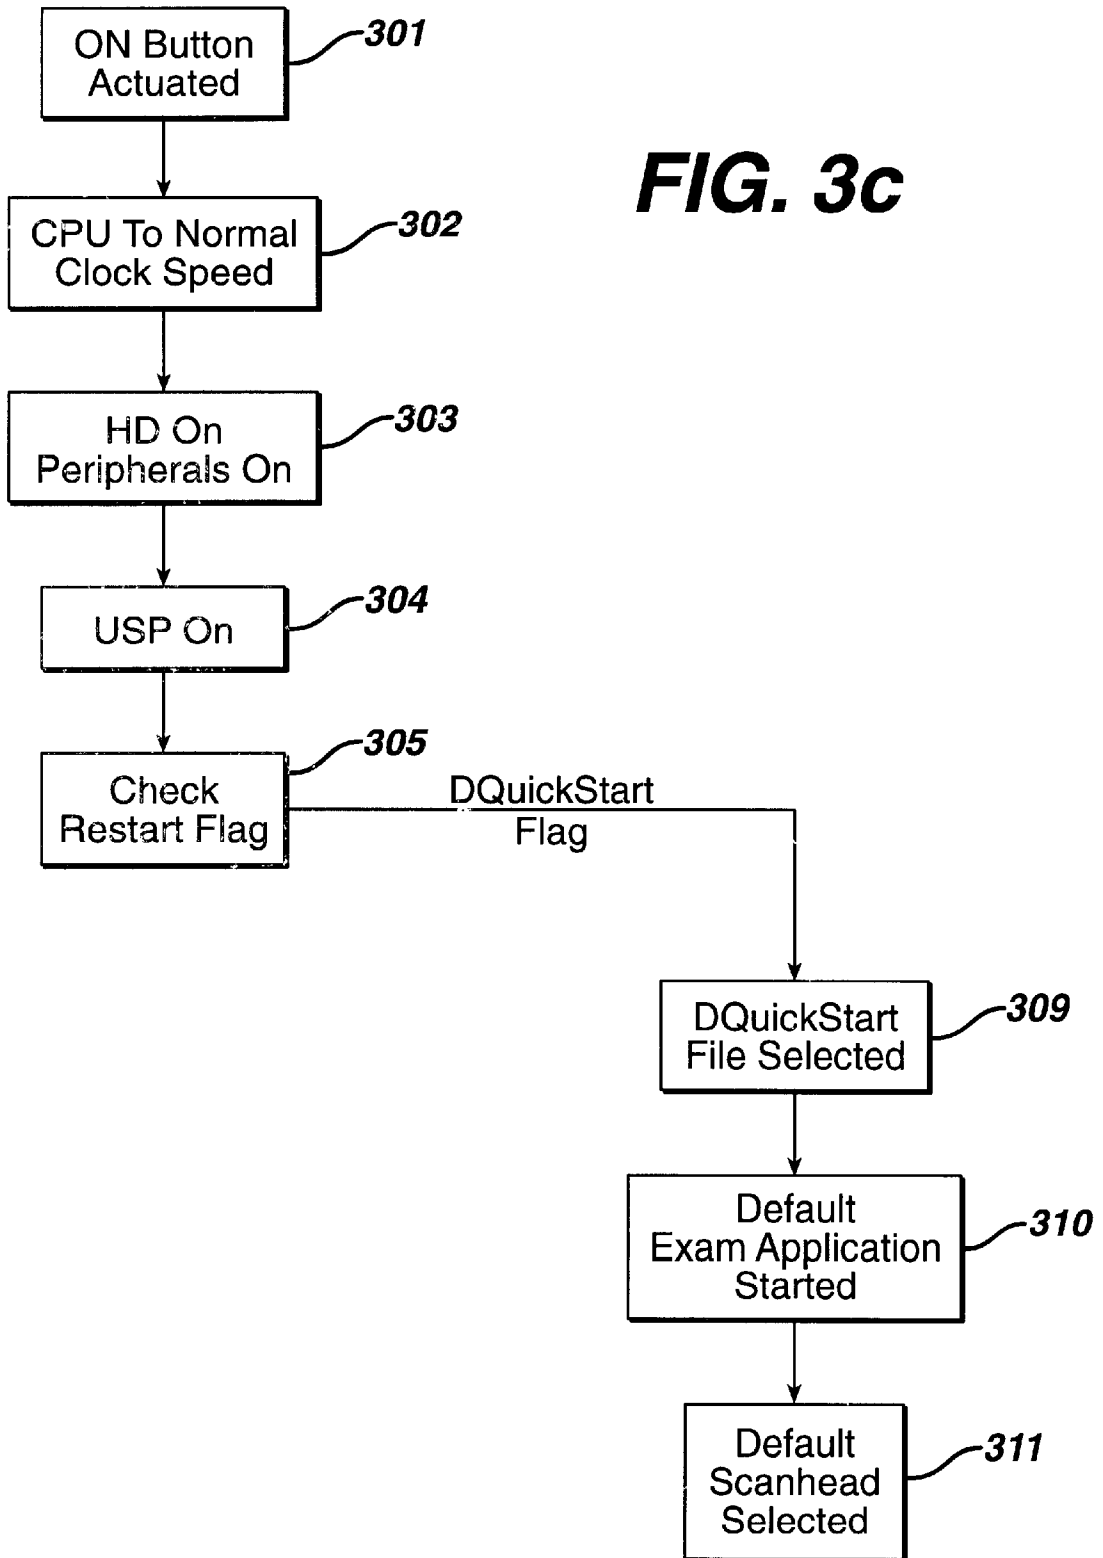 ON Button
Actuated
301
FIG. 3c
CPU To Normal
Clock Speed
302
HD On
Peripherals On
303
USP On
304
Check
Restart Flag
305
DQuickStart
Flag
DQuickStart
File Selected
309
Default
Exam Application
Started
310
Default
Scanhead
Selected
311